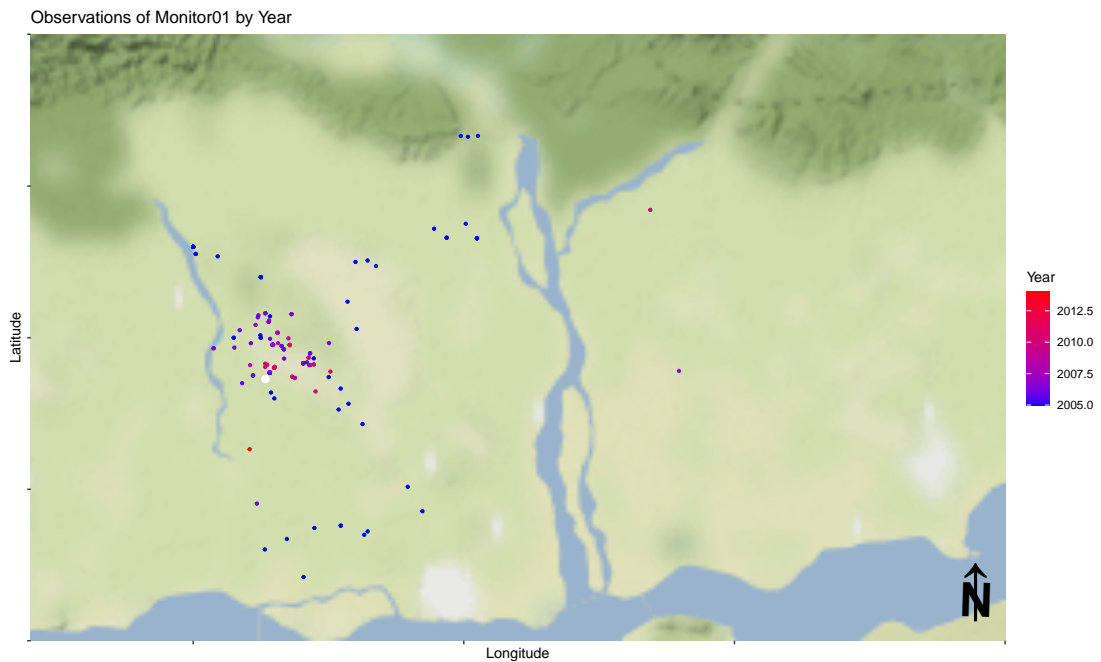 Observations of Monitor01 by Year
Latitude
Longitude
N
Year
2012.5
2010.0
2007.5
2005.0